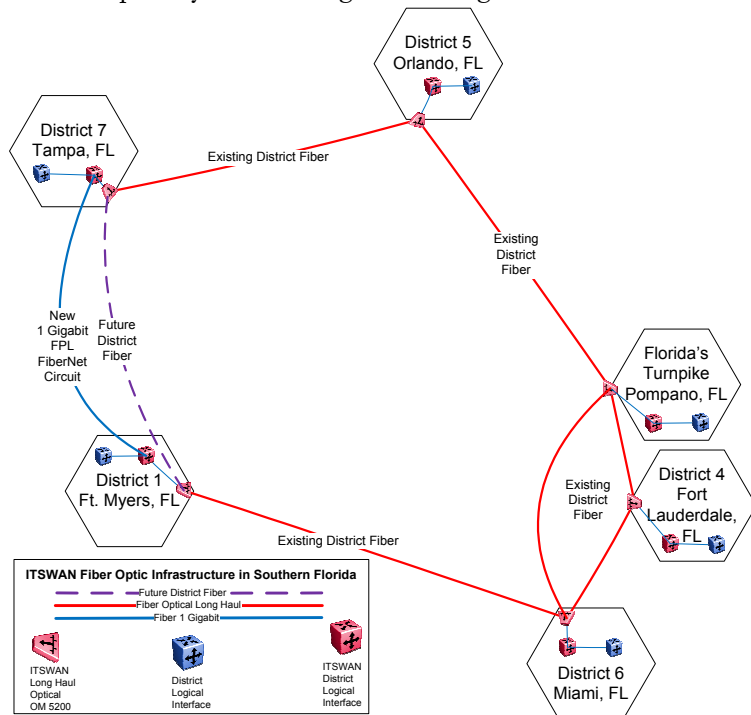 District 5
Orlando, FL
District 7
Tampa, FL
Existing District Fiber
Existing
District
Fiber
New
1 Gigabit
FPL
FiberNet
Circuit
Future
District
Fiber
Florida's
Turnpike
Pompano, FL
District 1
Ft. Myers, FL
District 4
Fort
Lauderdale,
FL
Existing
District
Fiber
Existing District Fiber
District 6
Miami, FL
ITSWAN Fiber Optic Infrastructure in Southern Florida
Future District Fiber
Fiber Optical Long Haul
Fiber 1 Gigabit
ITSWAN
Long Haul
Optical
OM 5200
District
Logical
Interface
ITSWAN
District
Logical
Interface